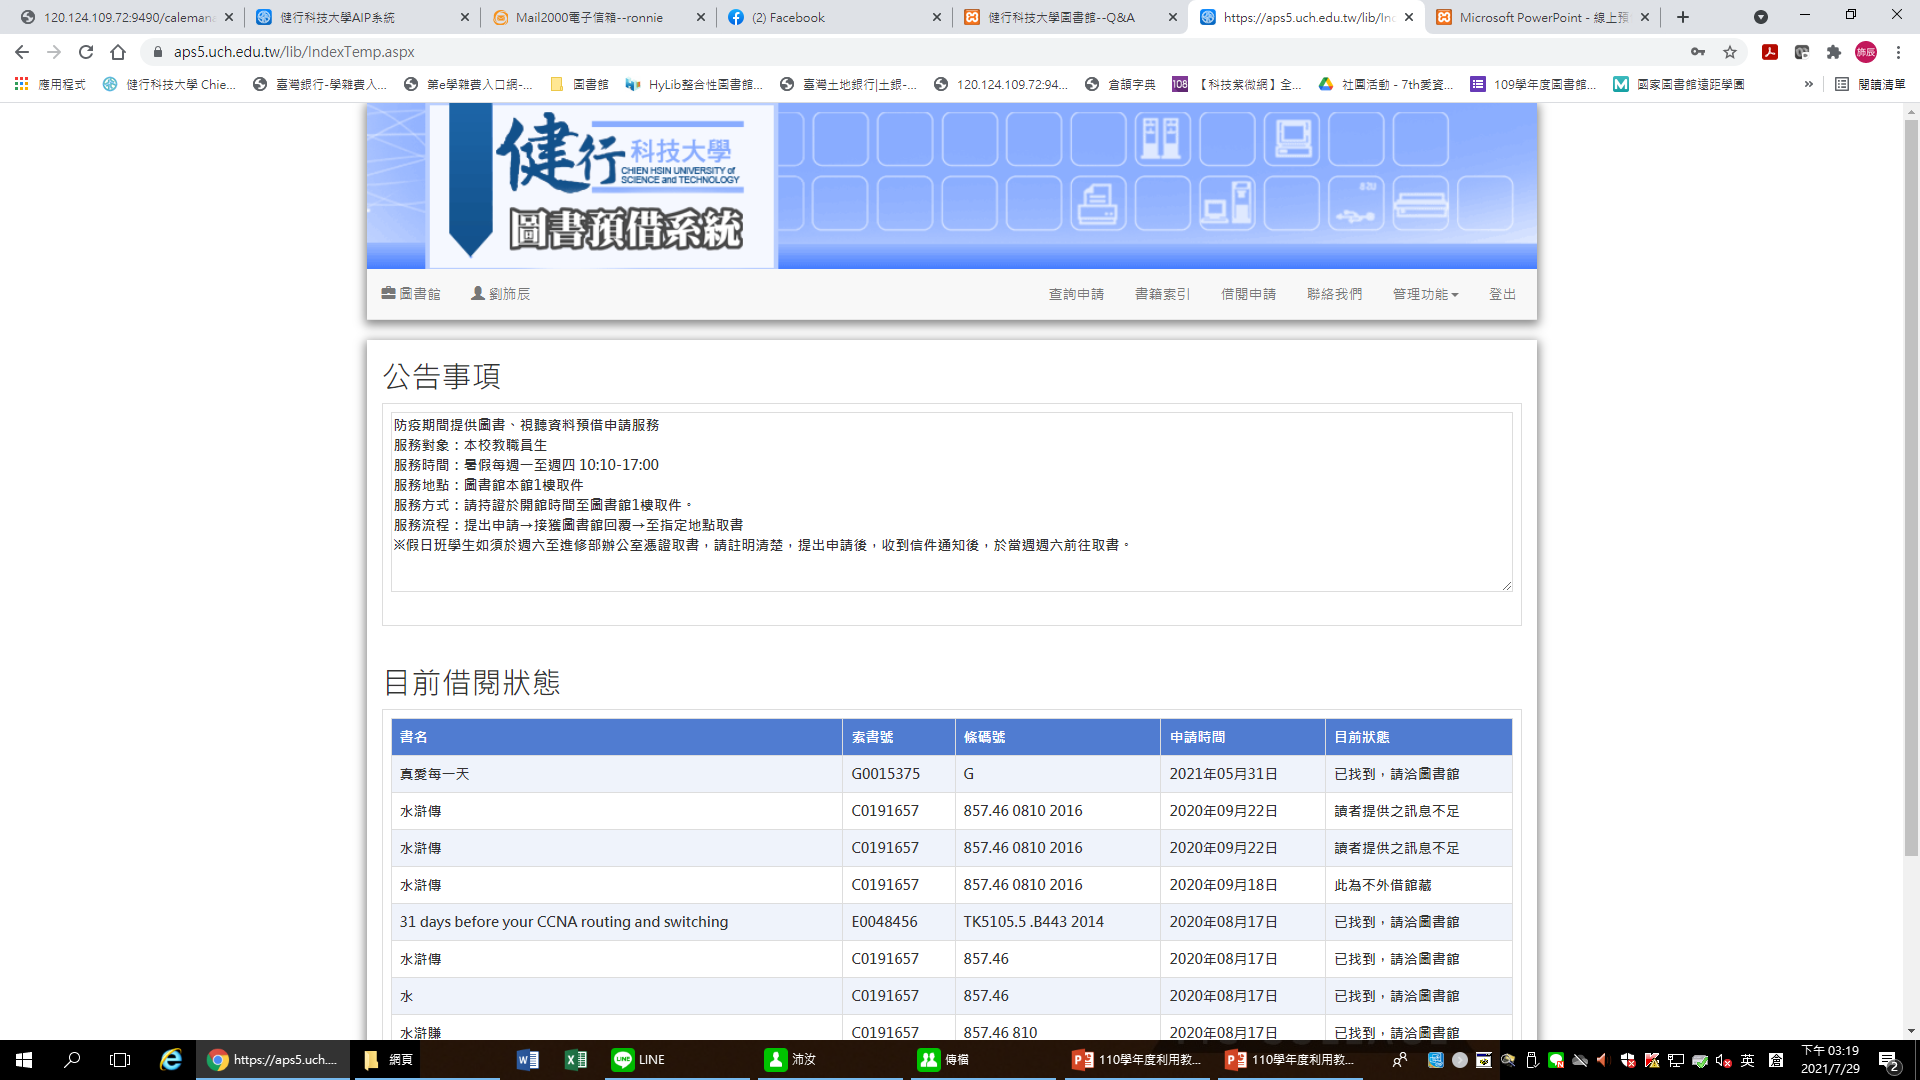 120.124.109.72:9490/calemana
健行科技大學AIP系統
Mail2000電子信箱--ronnie
(2) Facebook
健行科技大學圖書館--Q&A
https://aps5.uch.edu.tw/lib/Ind
Microsoft PowerPoint - 線上預
aps5.uch.edu.tw/lib/IndexTemp.aspx
應用程式
健行科技大學 Chie...
臺灣銀行-學雜費入...
第e學雜費入口網-...
圖書館
HyLib整合性圖書館...
臺灣土地銀行|土銀-...
120.124.109.72:94...
倉頡字典
【科技紫微網】全...
社團活動 - 7th愛資...
109學年度圖書館...
國家圖書館遠距學園
»
閱讀清單
健行科技大學
CHIEN HSIN UNIVERSITY of
SCIENCE and TECHNOLOGY
圖書預借系統
圖書館
劉斾辰
查詢申請
書籍索引
借閱申請
聯絡我們
管理功能
登出
公告事項
防疫期間提供圖書、視聽資料預借申請服務
服務對象：本校教職員生
服務時間：暑假每週一至週四 10:10-17:00
服務地點：圖書館本館1樓取件
服務方式：請持證於開館時間至圖書館1樓取件。
服務流程：提出申請→接獲圖書館回覆→至指定地點取書
※假日班學生如須於週六至進修部辦公室憑證取書，請註明清楚，提出申請後，收到信件通知後，於當週週六前往取書。
目前借閱狀態
書名 索書號 條碼號 申請時間 目前狀態
真愛每一天 G0015375 G 2021年05月31日 已找到，請洽圖書館
水滸傳 C0191657 857.46 0810 2016 2020年09月22日 讀者提供之訊息不足
水滸傳 C0191657 857.46 0810 2016 2020年09月22日 讀者提供之訊息不足
水滸傳 C0191657 857.46 0810 2016 2020年09月18日 此為不外借館藏
31 days before your CCNA routing and switching E0048456 TK5105.5 .B443 2014 2020年08月17日 已找到，請洽圖書館
水滸傳 C0191657 857.46 2020年08月17日 已找到，請洽圖書館
水 C0191657 857.46 2020年08月17日 已找到，請洽圖書館
水滸賺 C0191657 857.46 810 2020年08月17日 已找到，請洽圖書館
https://aps5.uch....
網頁
LINE
沛汝
傳檔
110學年度利用教...
110學年度利用教...
英
倉
下午 03:19
2021/7/29
2